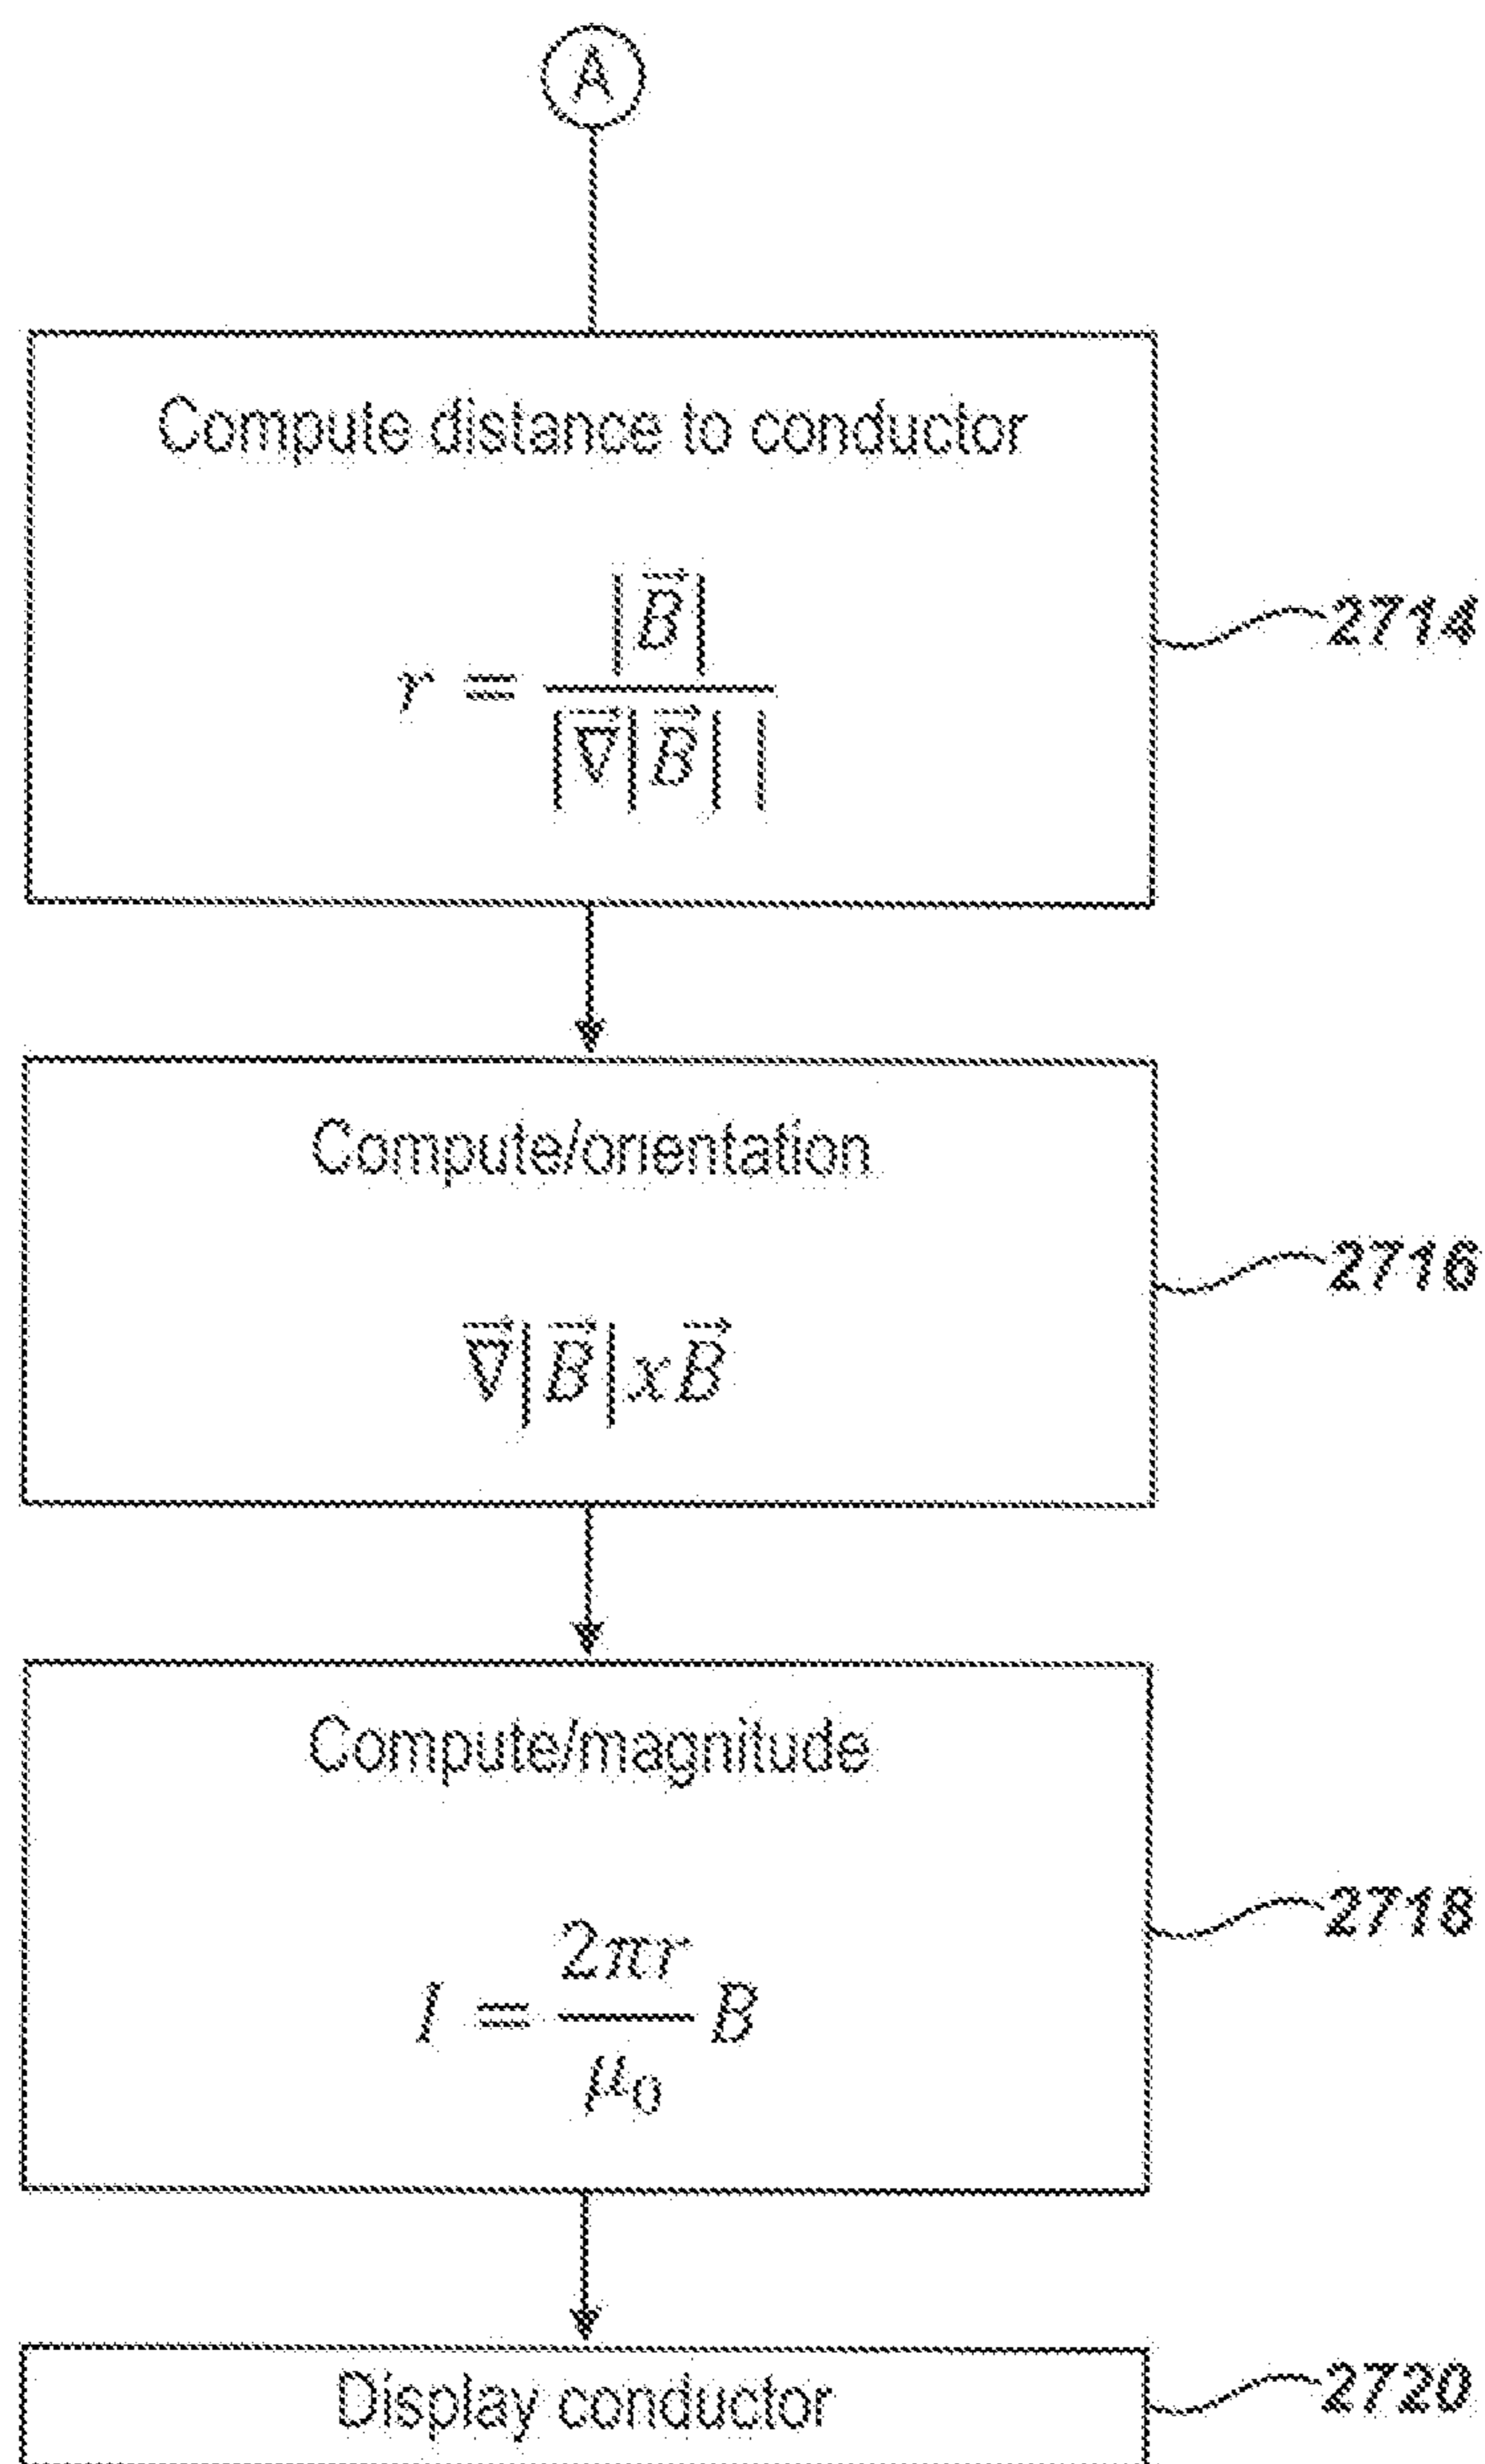 A
Compute distance to conductor
r = |B⃗| / |∇⃗|B⃗| |
2714
Compute/orientation
∇⃗|B⃗|xB⃗
2716
Compute/magnitude
I = 2πr / μ₀ B
2718
Display conductor
2720